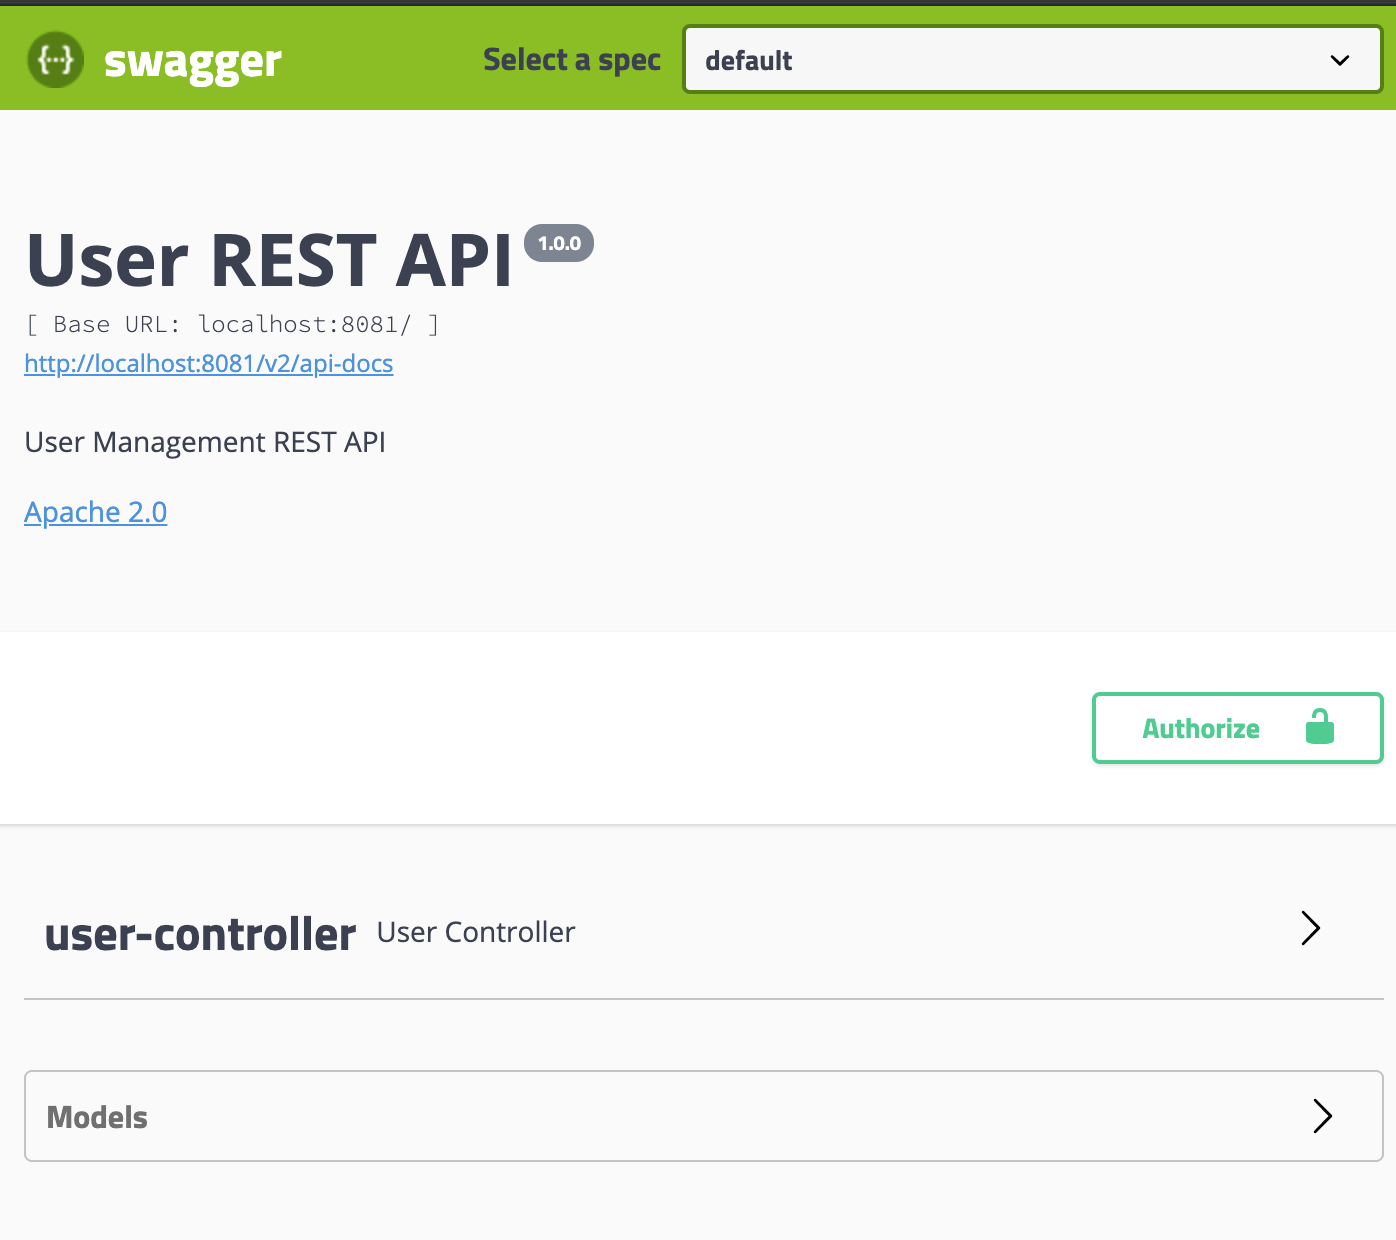 {...} swagger
Select a spec
default
User REST API 1.0.0
[ Base URL: localhost:8081/ ]
http://localhost:8081/v2/api-docs
User Management REST API
Apache 2.0
Authorize
user-controller User Controller
Models